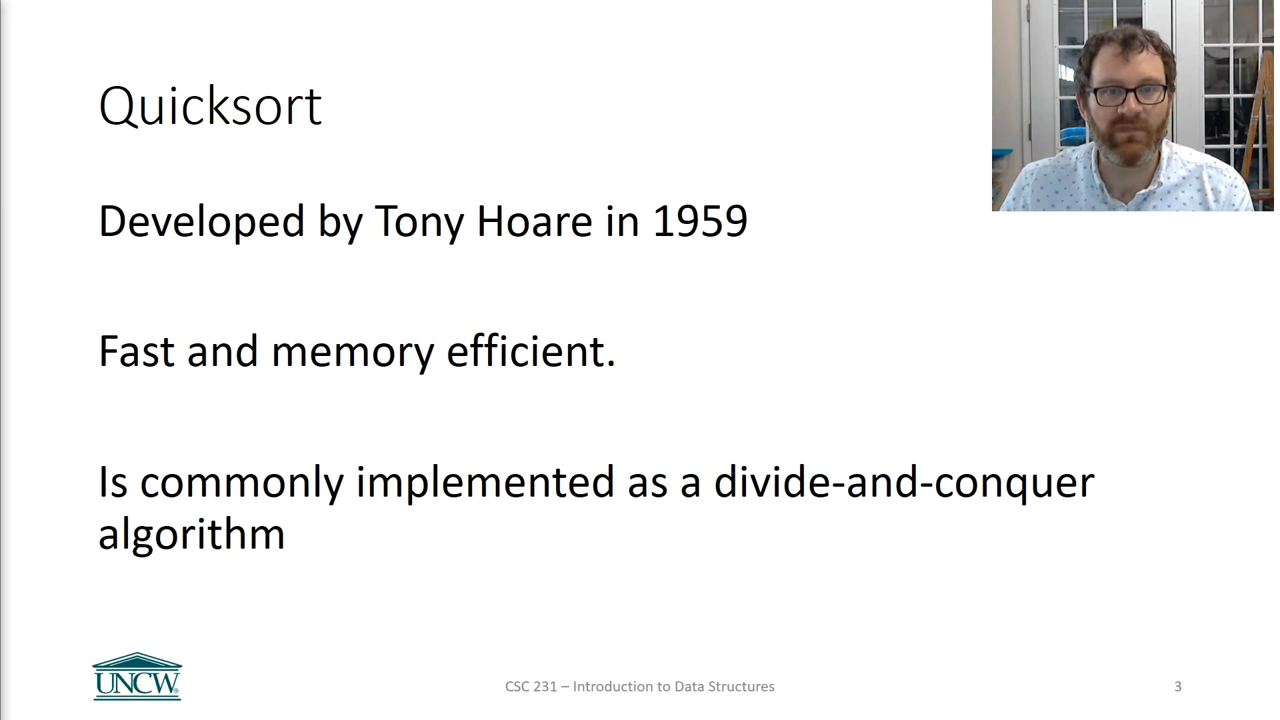 Quicksort
Developed by Tony Hoare in 1959
Fast and memory efficient.
Is commonly implemented as a divide-and-conquer
algorithm
UNCW
CSC 231 – Introduction to Data Structures
3